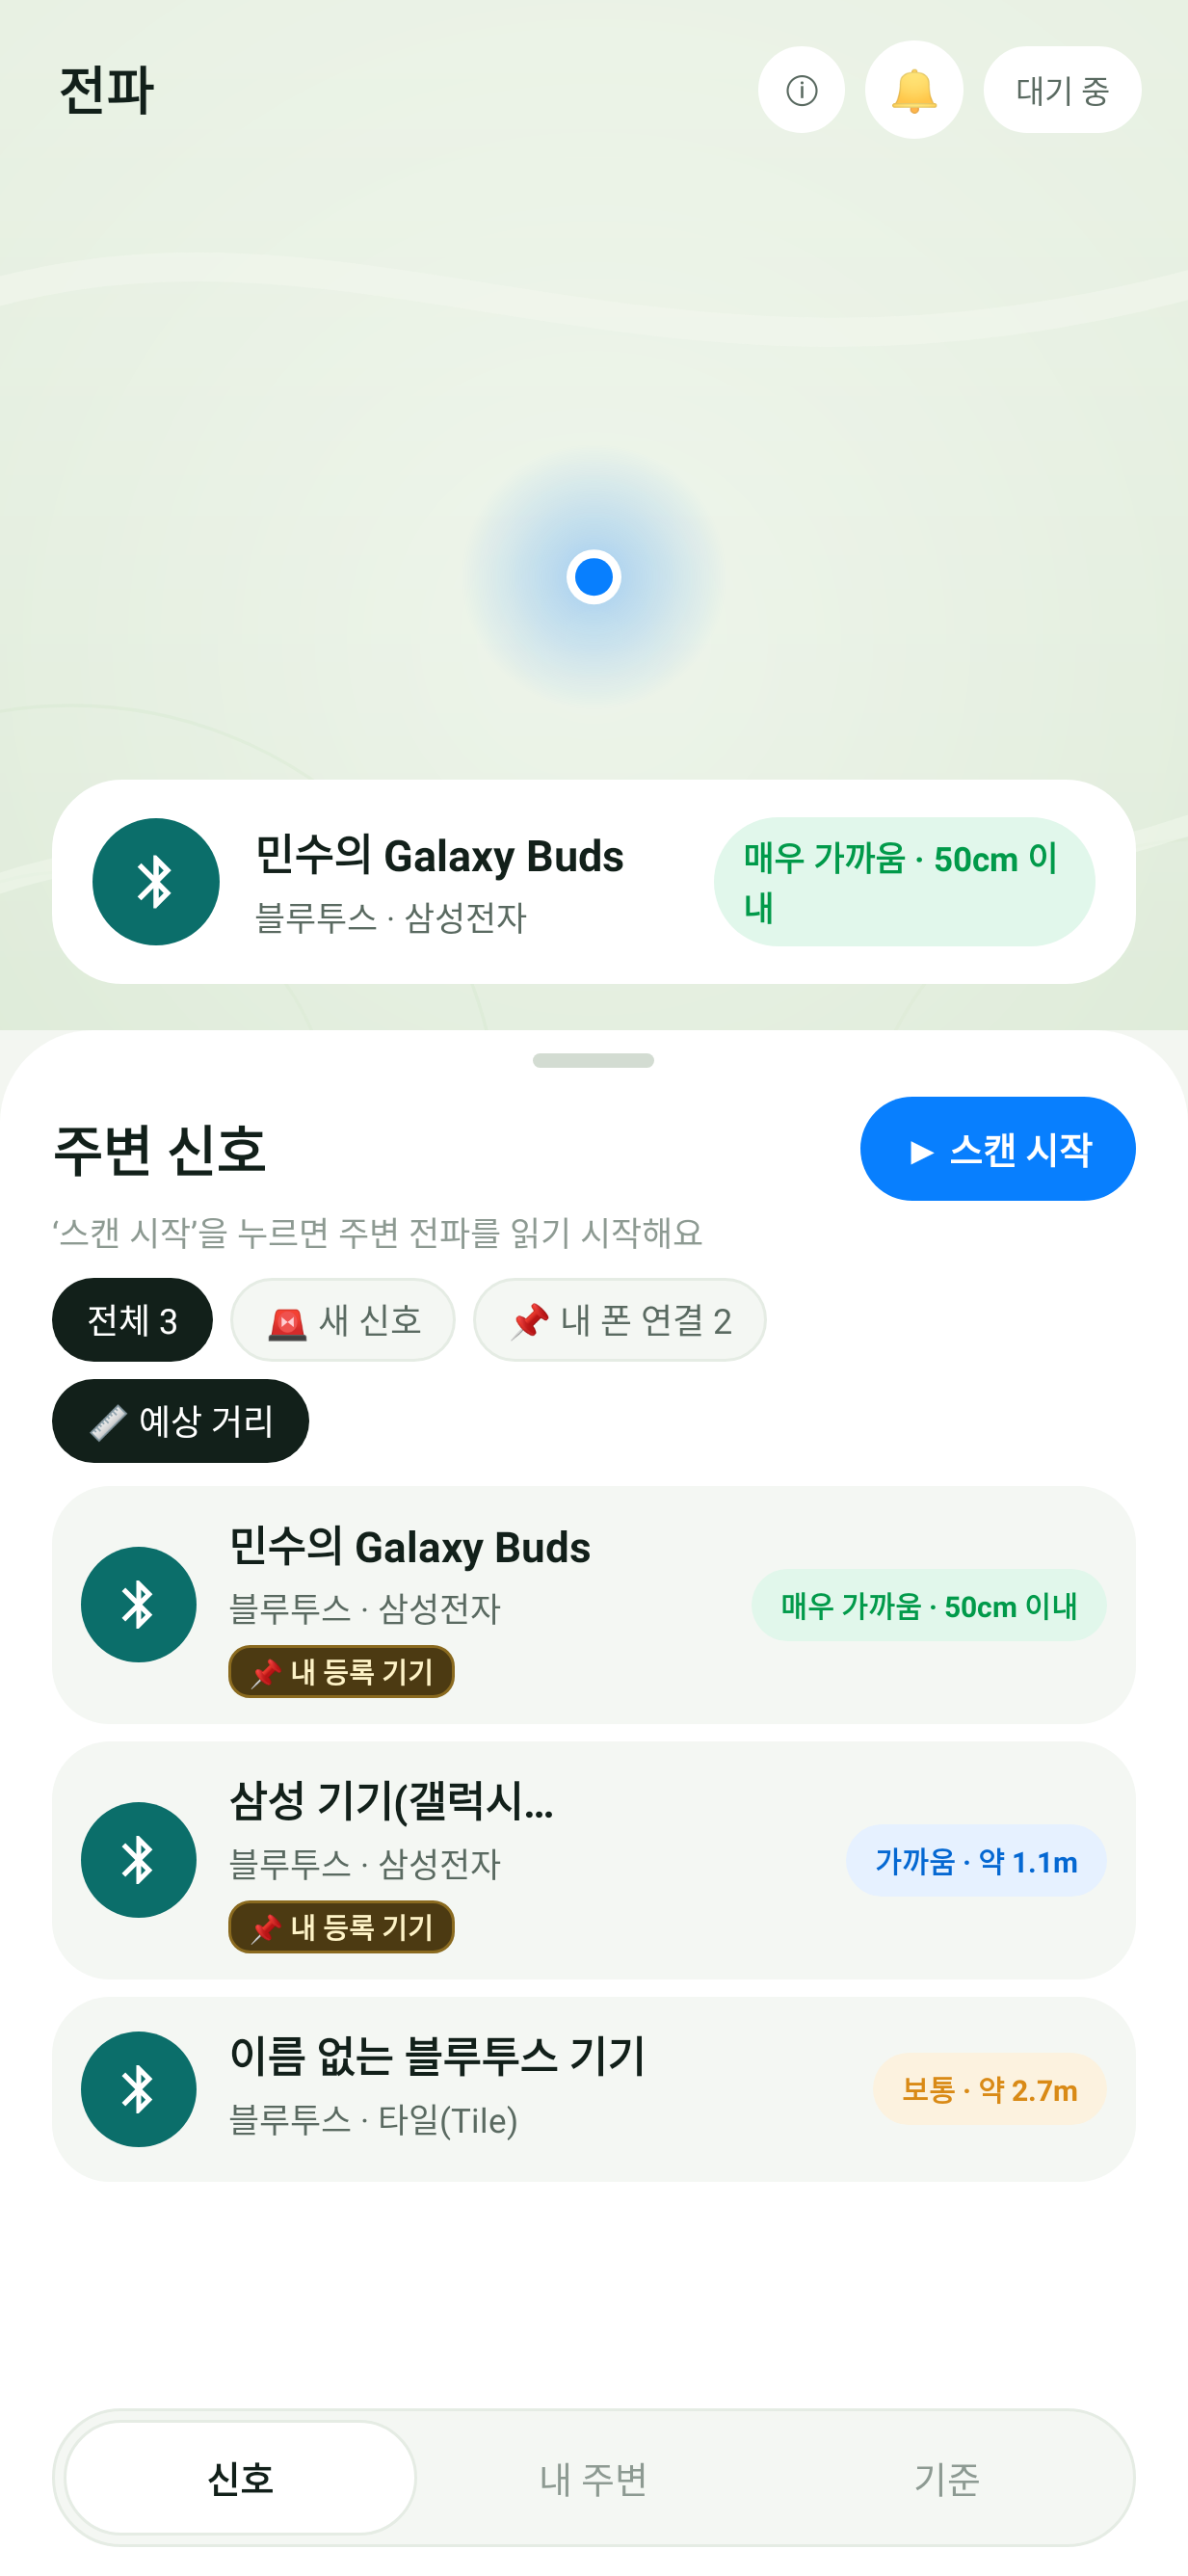 전파
대기 중
민수의 Galaxy Buds
블루투스 · 삼성전자
매우 가까움 · 50cm 이
내
주변 신호
▶ 스캔 시작
‘스캔 시작’을 누르면 주변 전파를 읽기 시작해요
전체 3
🚨 새 신호
📌 내 폰 연결 2
📏 예상 거리
민수의 Galaxy Buds
블루투스 · 삼성전자
📌 내 등록 기기
매우 가까움 · 50cm 이내
삼성 기기(갤럭시…
블루투스 · 삼성전자
📌 내 등록 기기
가까움 · 약 1.1m
이름 없는 블루투스 기기
블루투스 · 타일(Tile)
보통 · 약 2.7m
신호
내 주변
기준